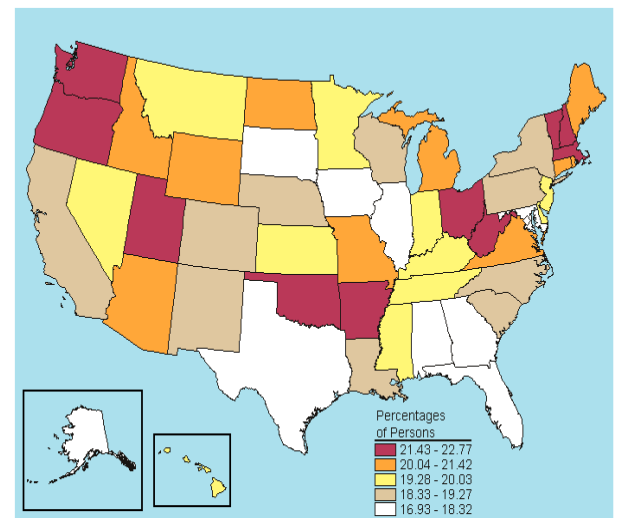 Percentages
of Persons
21.43 - 22.77
20.04 - 21.42
19.28 - 20.03
18.33 - 19.27
16.93 - 18.32